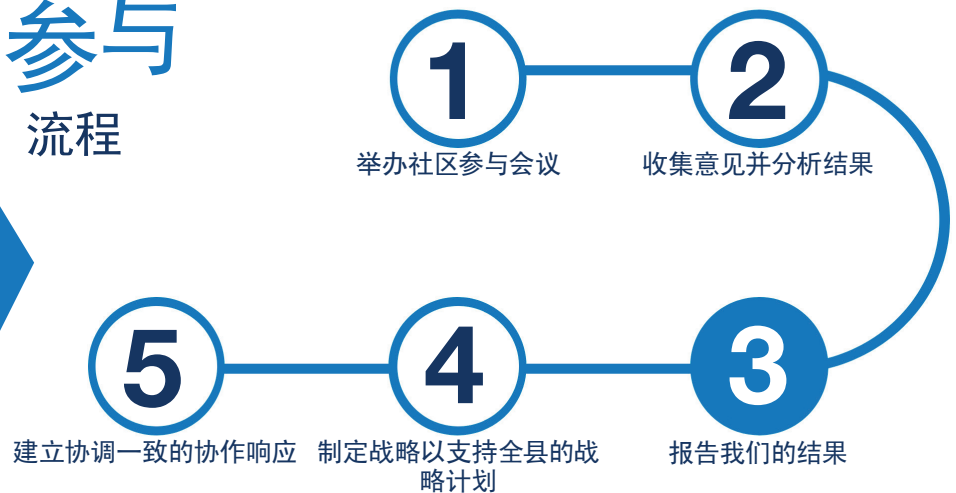 参与
流程
1
举办社区参与会议
2
收集意见并分析结果
3
报告我们的结果
4
制定战略以支持全县的战
略计划
5
建立协调一致的协作响应